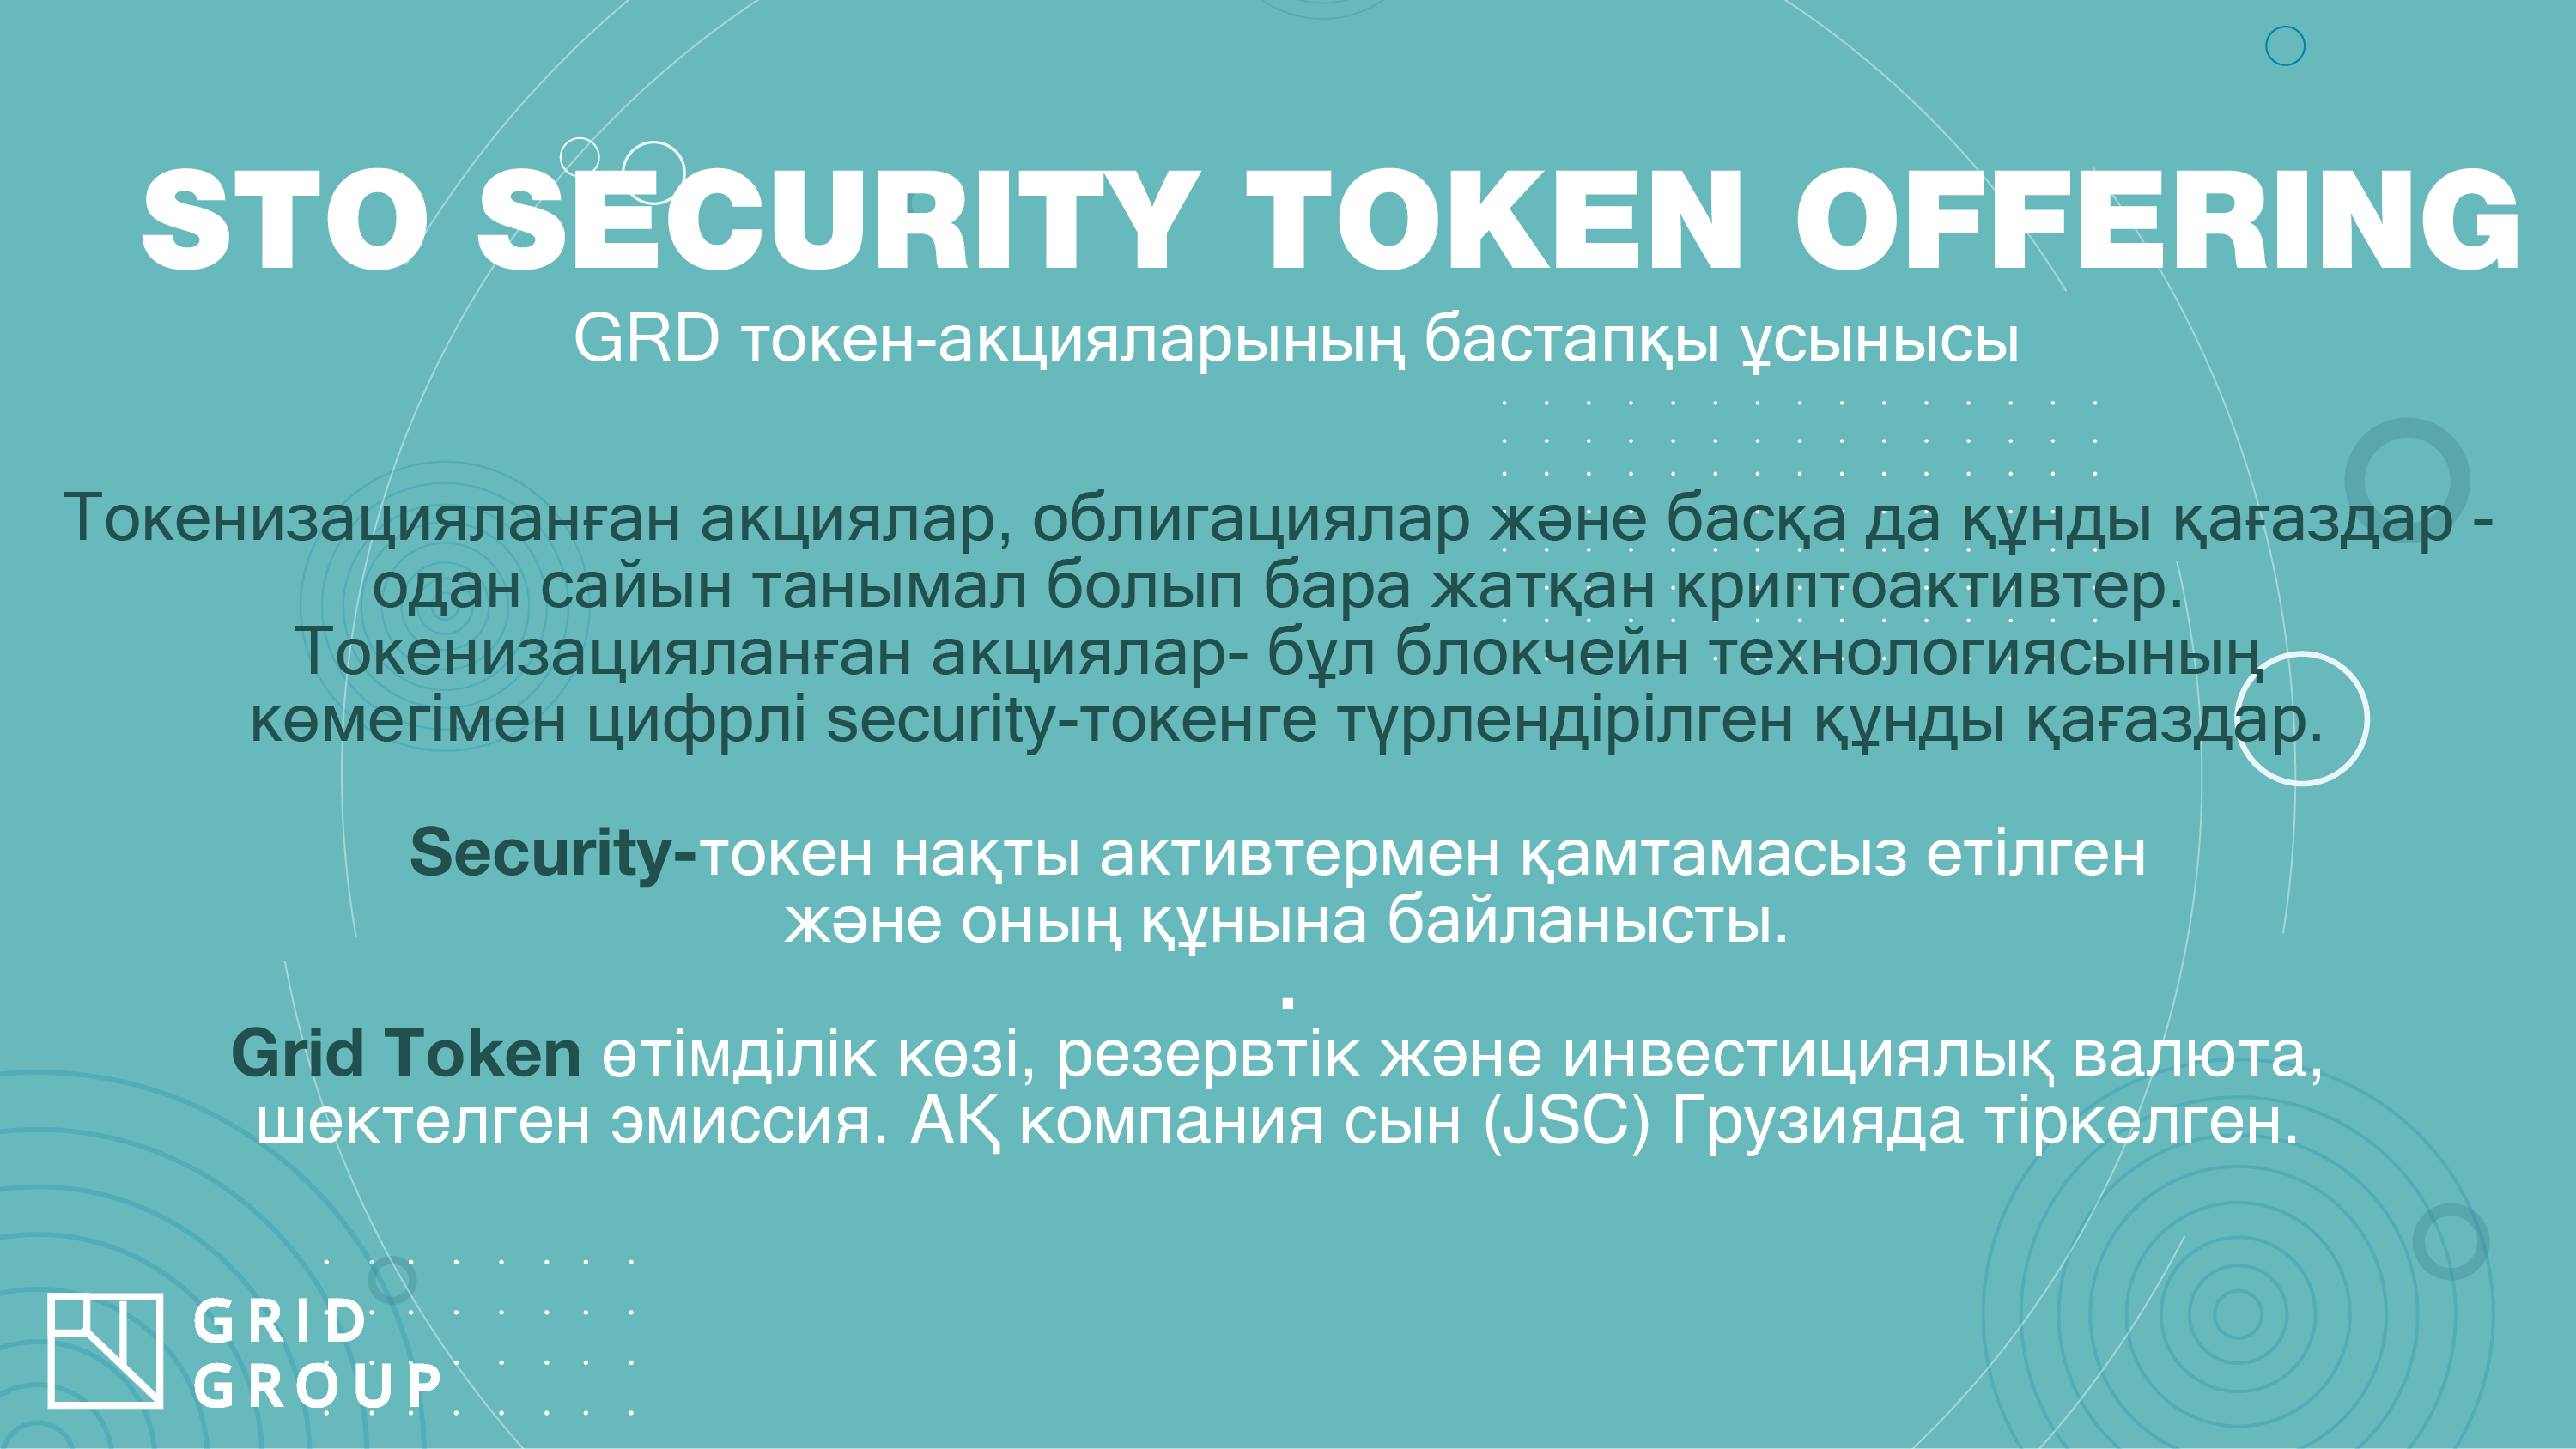 STO SECURITY TOKEN OFFERING
GRD токен-акцияларының бастапқы ұсынысы
Токенизацияланған акциялар, облигациялар және басқа да құнды қағаздар -
одан сайын танымал болып бара жатқан криптоактивтер.
Токенизацияланған акциялар- бұл блокчейн технологиясының
көмегімен цифрлі security-токенге түрлендірілген құнды қағаздар.
Security-токен нақты активтермен қамтамасыз етілген
және оның құнына байланысты.
.
Grid Token өтімділік көзі, резервтік және инвестициялық валюта,
шектелген эмиссия. АҚ компания сын (JSC) Грузияда тіркелген.
GRID
GROUP